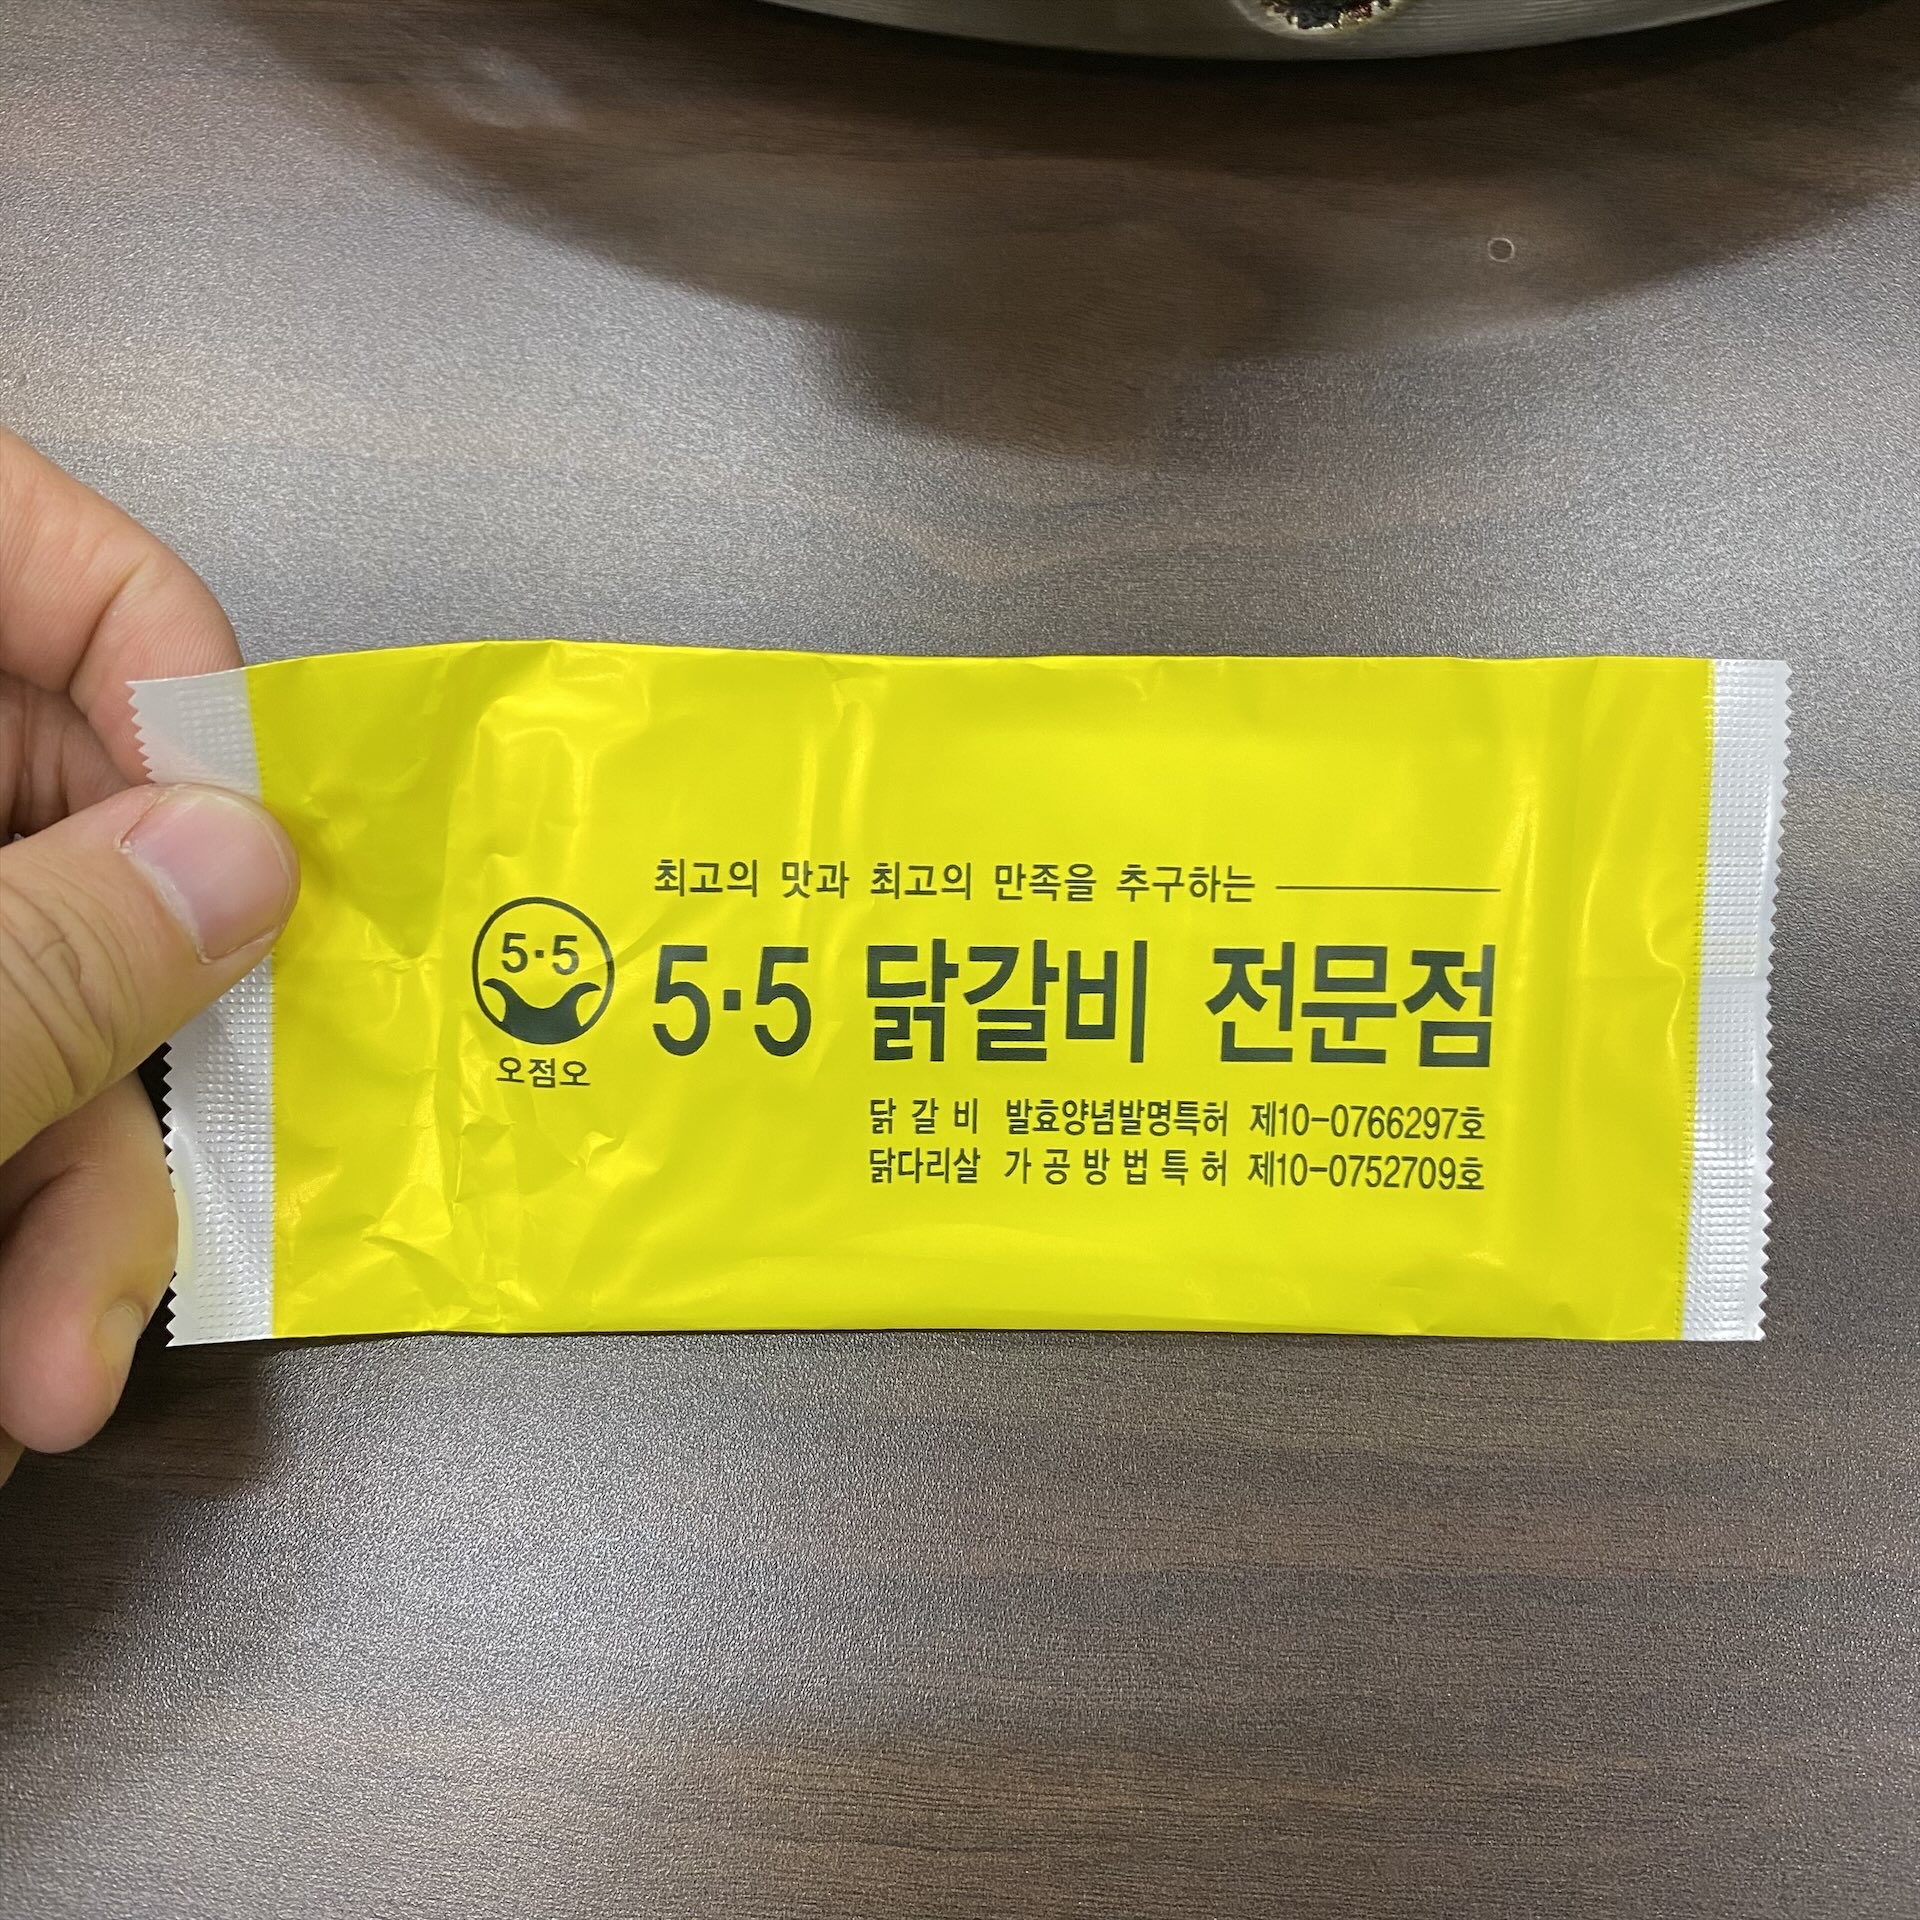 최고의 맛과 최고의 만족을 추구하는
5·5
오점오
5·5 닭갈비 전문점
닭갈비 발효양념발명특허 제10-0766297호
닭다리살 가공방법특허 제10-0752709호